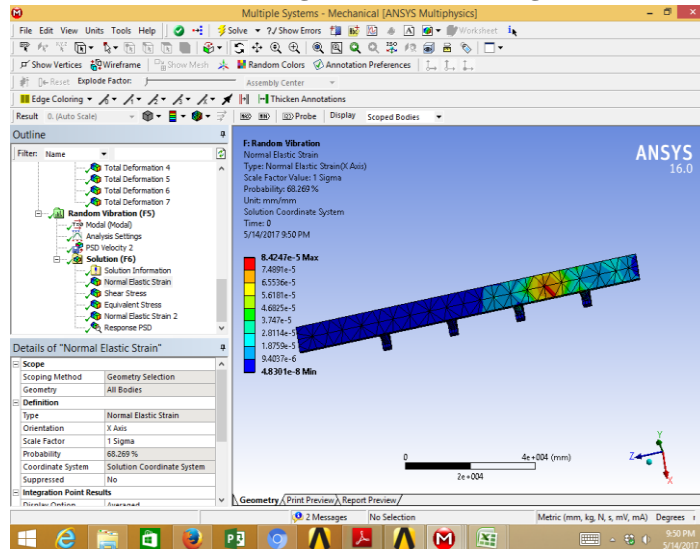 Multiple Systems - Mechanical [ANSYS Multiphysics]
File Edit View Units Tools Help Solve ?/ Show Errors Worksheet
Show Vertices Wireframe Show Mesh Random Colors Annotation Preferences
Reset Explode Factor: Assembly Center
Edge Coloring Thicken Annotations
Result 0. (Auto Scale) Probe Display Scoped Bodies
Outline
Filter: Name
Total Deformation 4
Total Deformation 5
Total Deformation 6
Total Deformation 7
Random Vibration (F5)
Modal (Modal)
Analysis Settings
PSD Velocity 2
Solution (F6)
Solution Information
Normal Elastic Strain
Shear Stress
Equivalent Stress
Normal Elastic Strain 2
Response PSD
Details of "Normal Elastic Strain"
Scope
Scoping Method Geometry Selection
Geometry All Bodies
Definition
Type Normal Elastic Strain
Orientation X Axis
Scale Factor 1 Sigma
Probability 68.269 %
Coordinate System Solution Coordinate System
Suppressed No
Integration Point Results
Display Option Averaged
F: Random Vibration
Normal Elastic Strain
Type: Normal Elastic Strain(X Axis)
Scale Factor Value: 1 Sigma
Probability: 68.269 %
Unit: mm/mm
Solution Coordinate System
Time: 0
5/14/2017 9:50 PM
8.4247e-5 Max
7.4891e-5
6.5536e-5
5.6181e-5
4.6825e-5
3.747e-5
2.8114e-5
1.8759e-5
9.4037e-6
4.8301e-8 Min
ANSYS
16.0
0 4e+004 (mm)
2e+004
Y
Z
X
Geometry Print Preview Report Preview
2 Messages No Selection Metric (mm, kg, N, s, mV, mA) Degrees
9:50 PM
5/14/2017